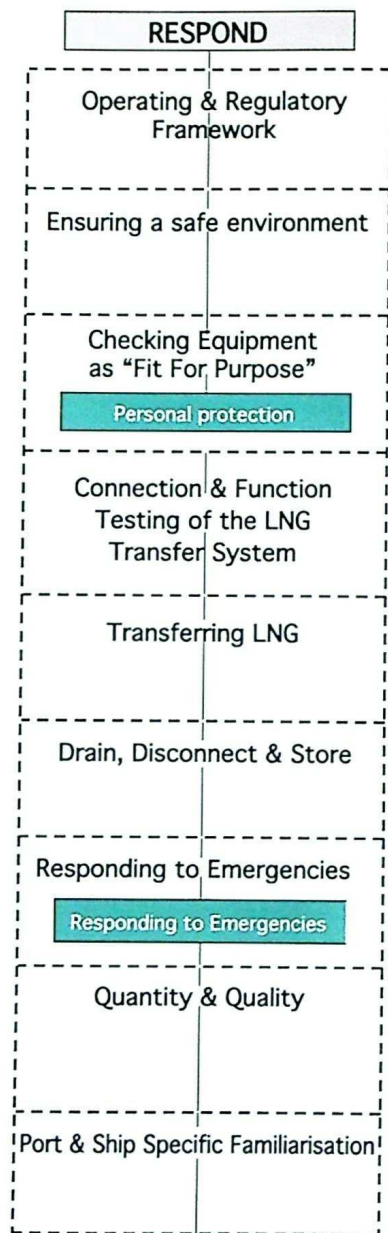 RESPOND
Operating & Regulatory
Framework
Ensuring a safe environment
Checking Equipment
as “Fit For Purpose”
Personal protection
Connection & Function
Testing of the LNG
Transfer System
Transferring LNG
Drain, Disconnect & Store
Responding to Emergencies
Responding to Emergencies
Quantity & Quality
Port & Ship Specific Familiarisation